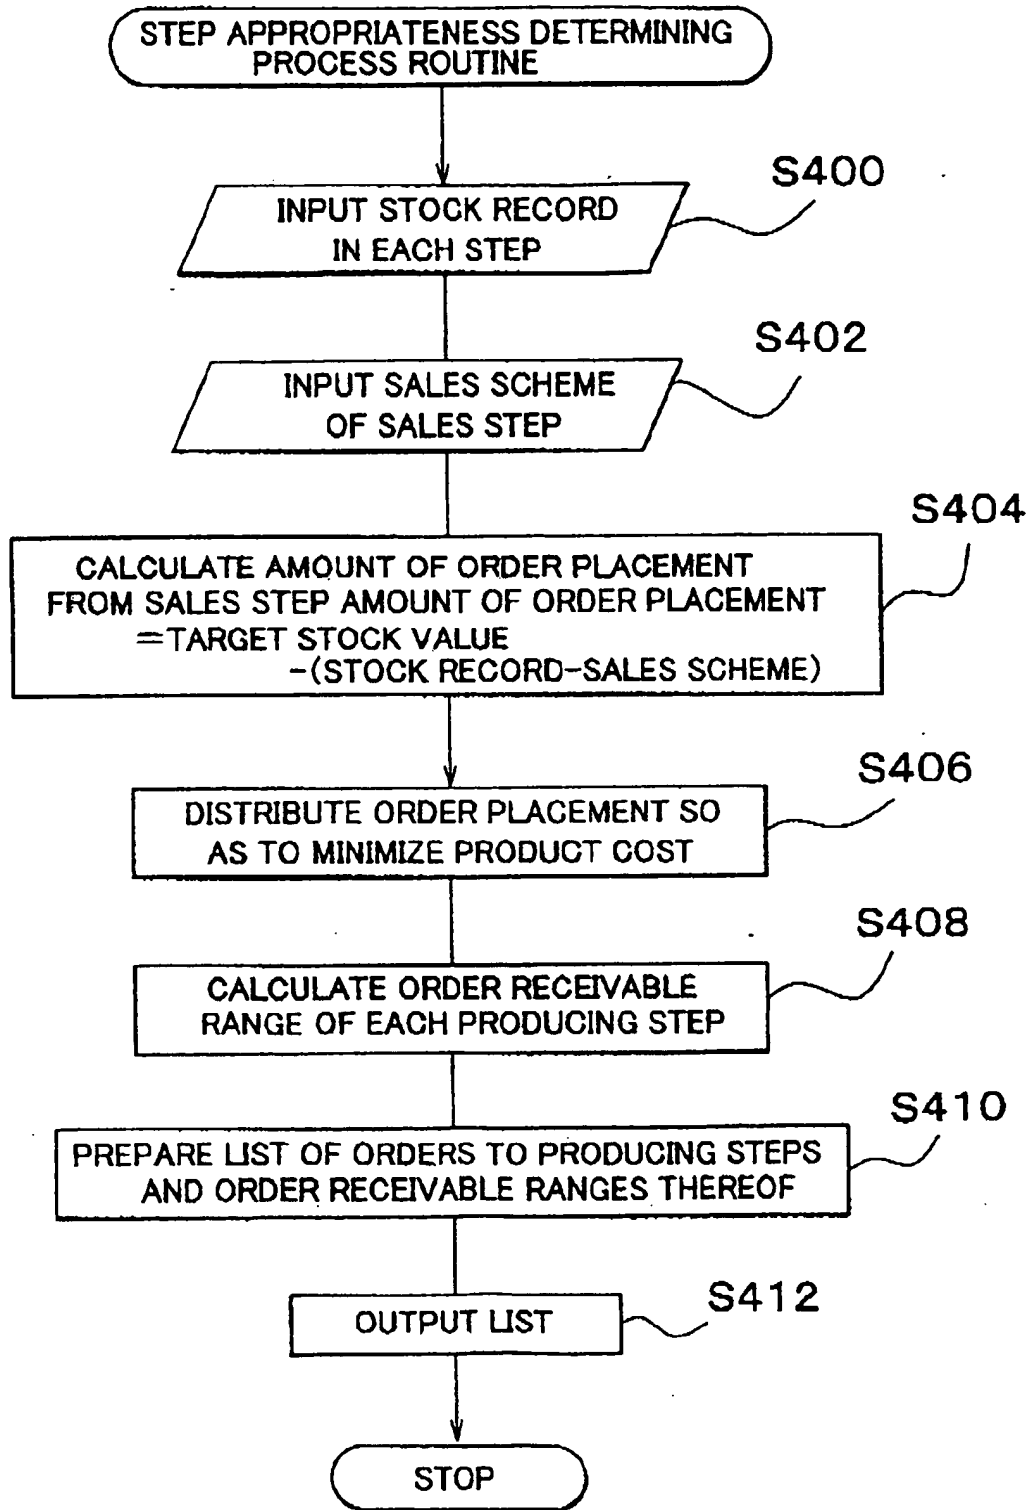 STEP APPROPRIATENESS DETERMINING
PROCESS ROUTINE
S400
INPUT STOCK RECORD
IN EACH STEP
S402
INPUT SALES SCHEME
OF SALES STEP
S404
CALCULATE AMOUNT OF ORDER PLACEMENT
FROM SALES STEP AMOUNT OF ORDER PLACEMENT
=TARGET STOCK VALUE
-(STOCK RECORD-SALES SCHEME)
S406
DISTRIBUTE ORDER PLACEMENT SO
AS TO MINIMIZE PRODUCT COST
S408
CALCULATE ORDER RECEIVABLE
RANGE OF EACH PRODUCING STEP
S410
PREPARE LIST OF ORDERS TO PRODUCING STEPS
AND ORDER RECEIVABLE RANGES THEREOF
S412
OUTPUT LIST
STOP